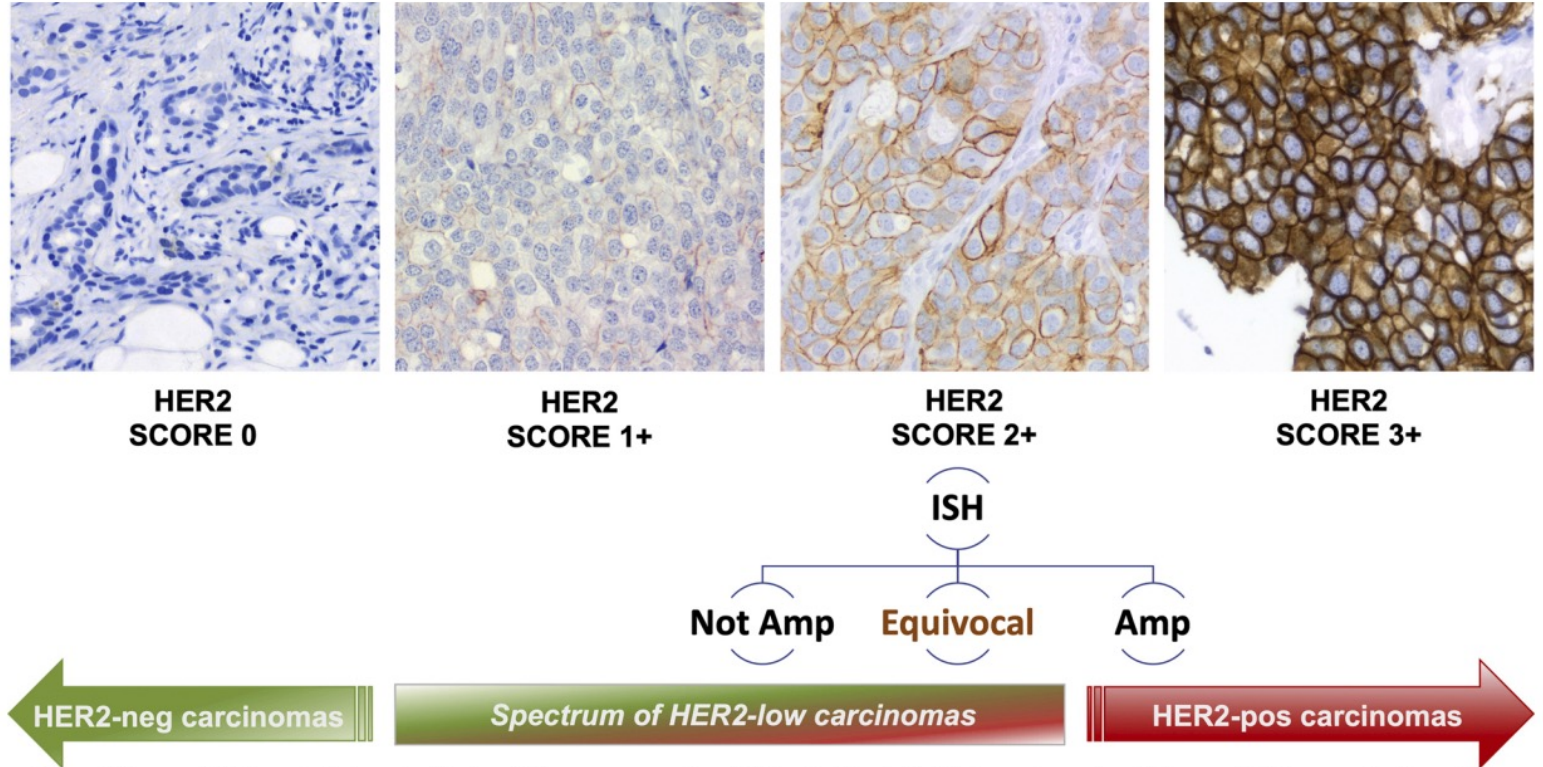 HER2
SCORE 0
HER2
SCORE 1+
HER2
SCORE 2+
HER2
SCORE 3+
ISH
Not Amp
Equivocal
Amp
HER2-neg carcinomas
Spectrum of HER2-low carcinomas
HER2-pos carcinomas